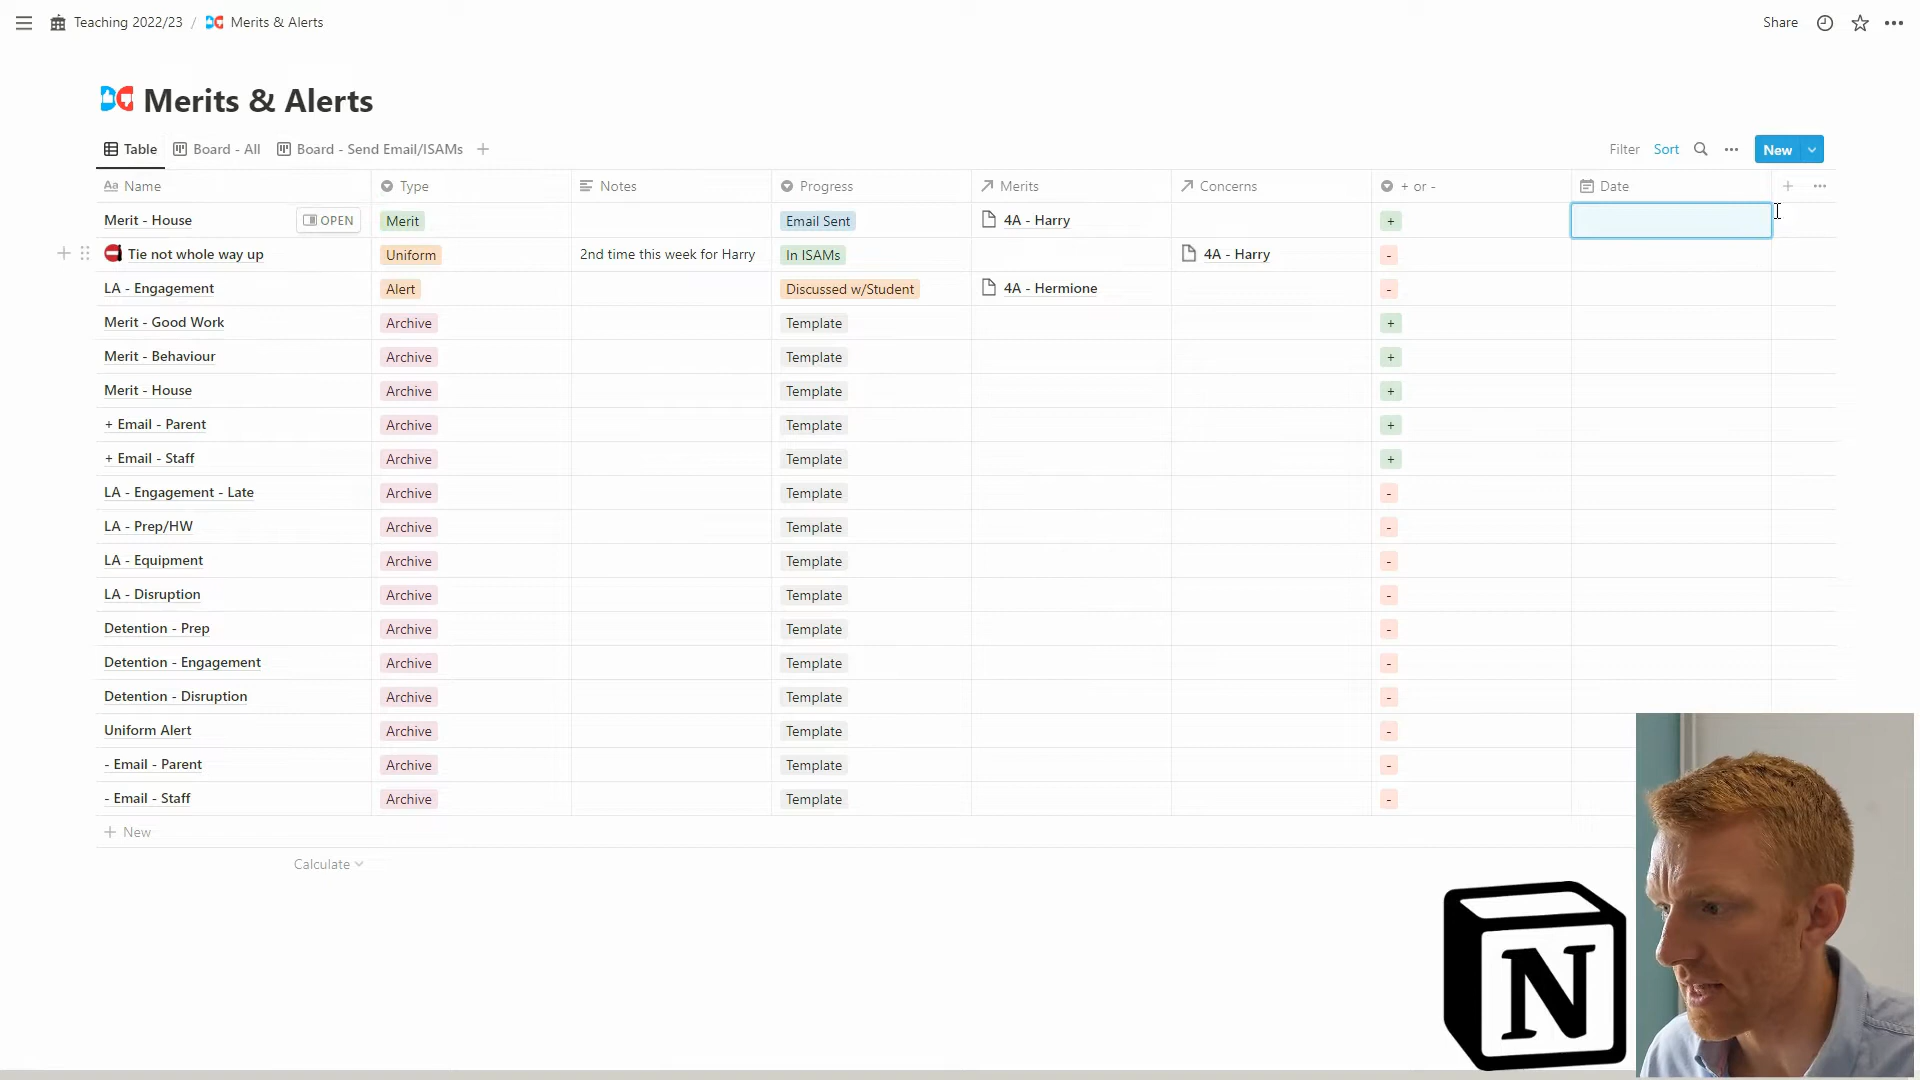 Teaching 2022/23 / Merits & Alerts Share
Merits & Alerts
Table Board - All Board - Send Email/ISAMs Filter Sort New
Aa Name Type Notes Progress Merits Concerns + or - Date
Merit - House OPEN Merit Email Sent 4A - Harry +
Tie not whole way up Uniform 2nd time this week for Harry In ISAMs 4A - Harry -
LA - Engagement Alert Discussed w/Student 4A - Hermione -
Merit - Good Work Archive Template +
Merit - Behaviour Archive Template +
Merit - House Archive Template +
+ Email - Parent Archive Template +
+ Email - Staff Archive Template +
LA - Engagement - Late Archive Template -
LA - Prep/HW Archive Template -
LA - Equipment Archive Template -
LA - Disruption Archive Template -
Detention - Prep Archive Template -
Detention - Engagement Archive Template -
Detention - Disruption Archive Template -
Uniform Alert Archive Template -
- Email - Parent Archive Template -
- Email - Staff Archive Template -
+ New
Calculate
N